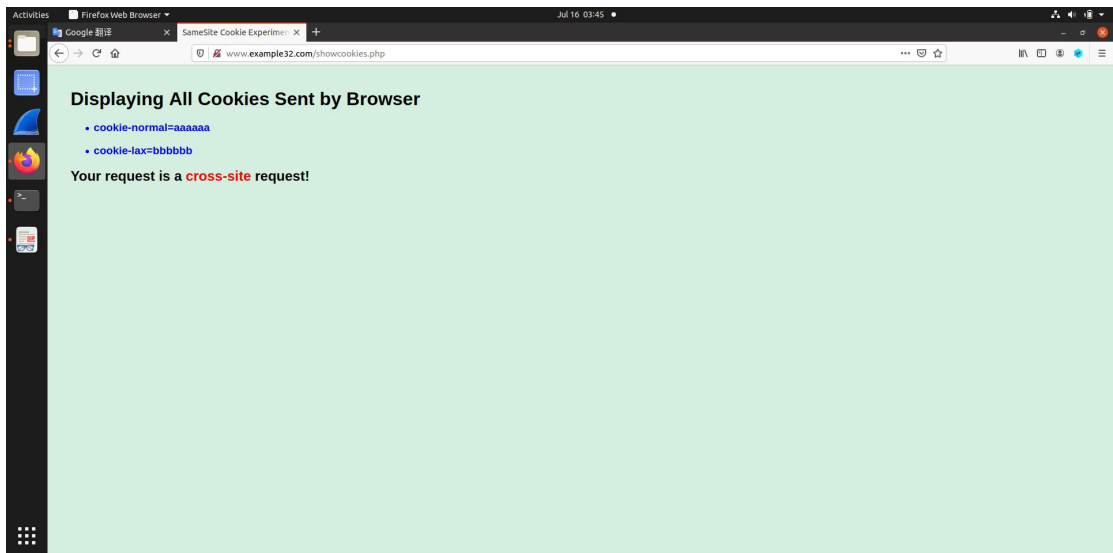 Activities Firefox Web Browser Jul 16 03:45
Google 翻译 SameSite Cookie Experimen
www.example32.com/showcookies.php
Displaying All Cookies Sent by Browser
• cookie-normal=aaaaaa
• cookie-lax=bbbbbb
Your request is a cross-site request!